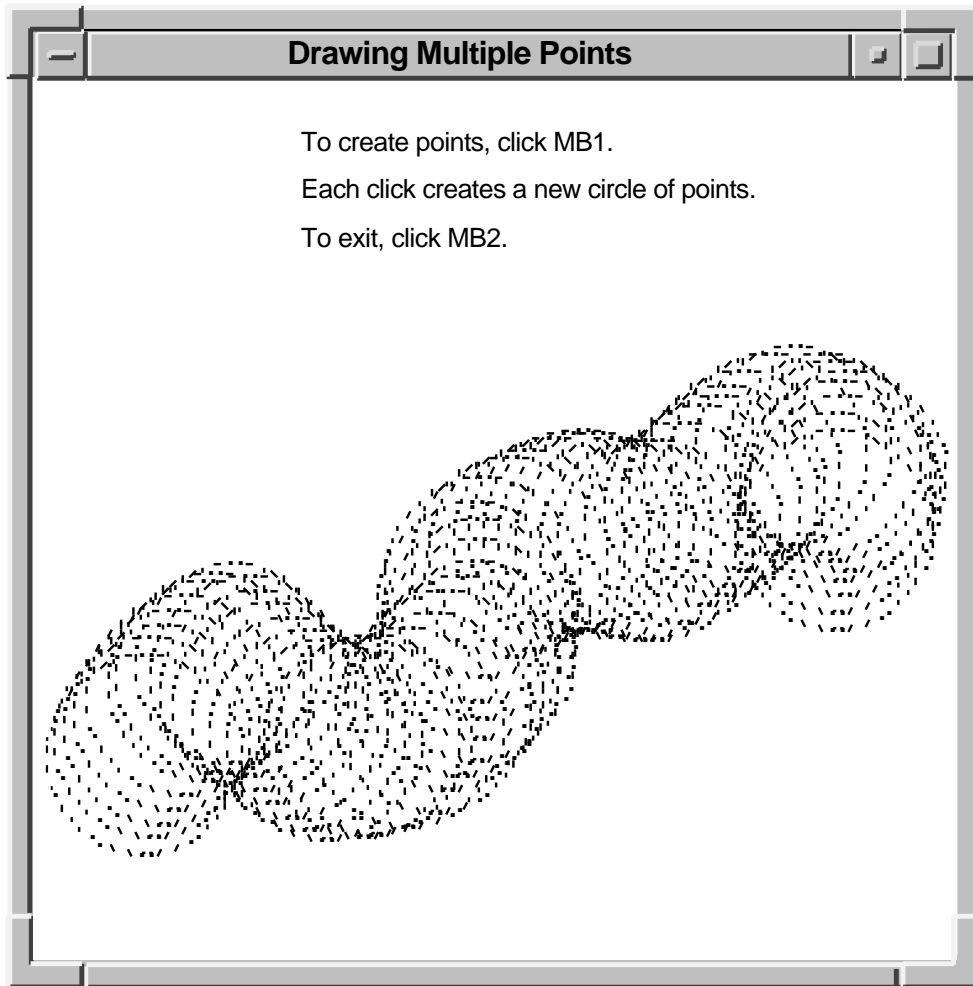 Drawing Multiple Points
To create points, click MB1.
Each click creates a new circle of points.
To exit, click MB2.